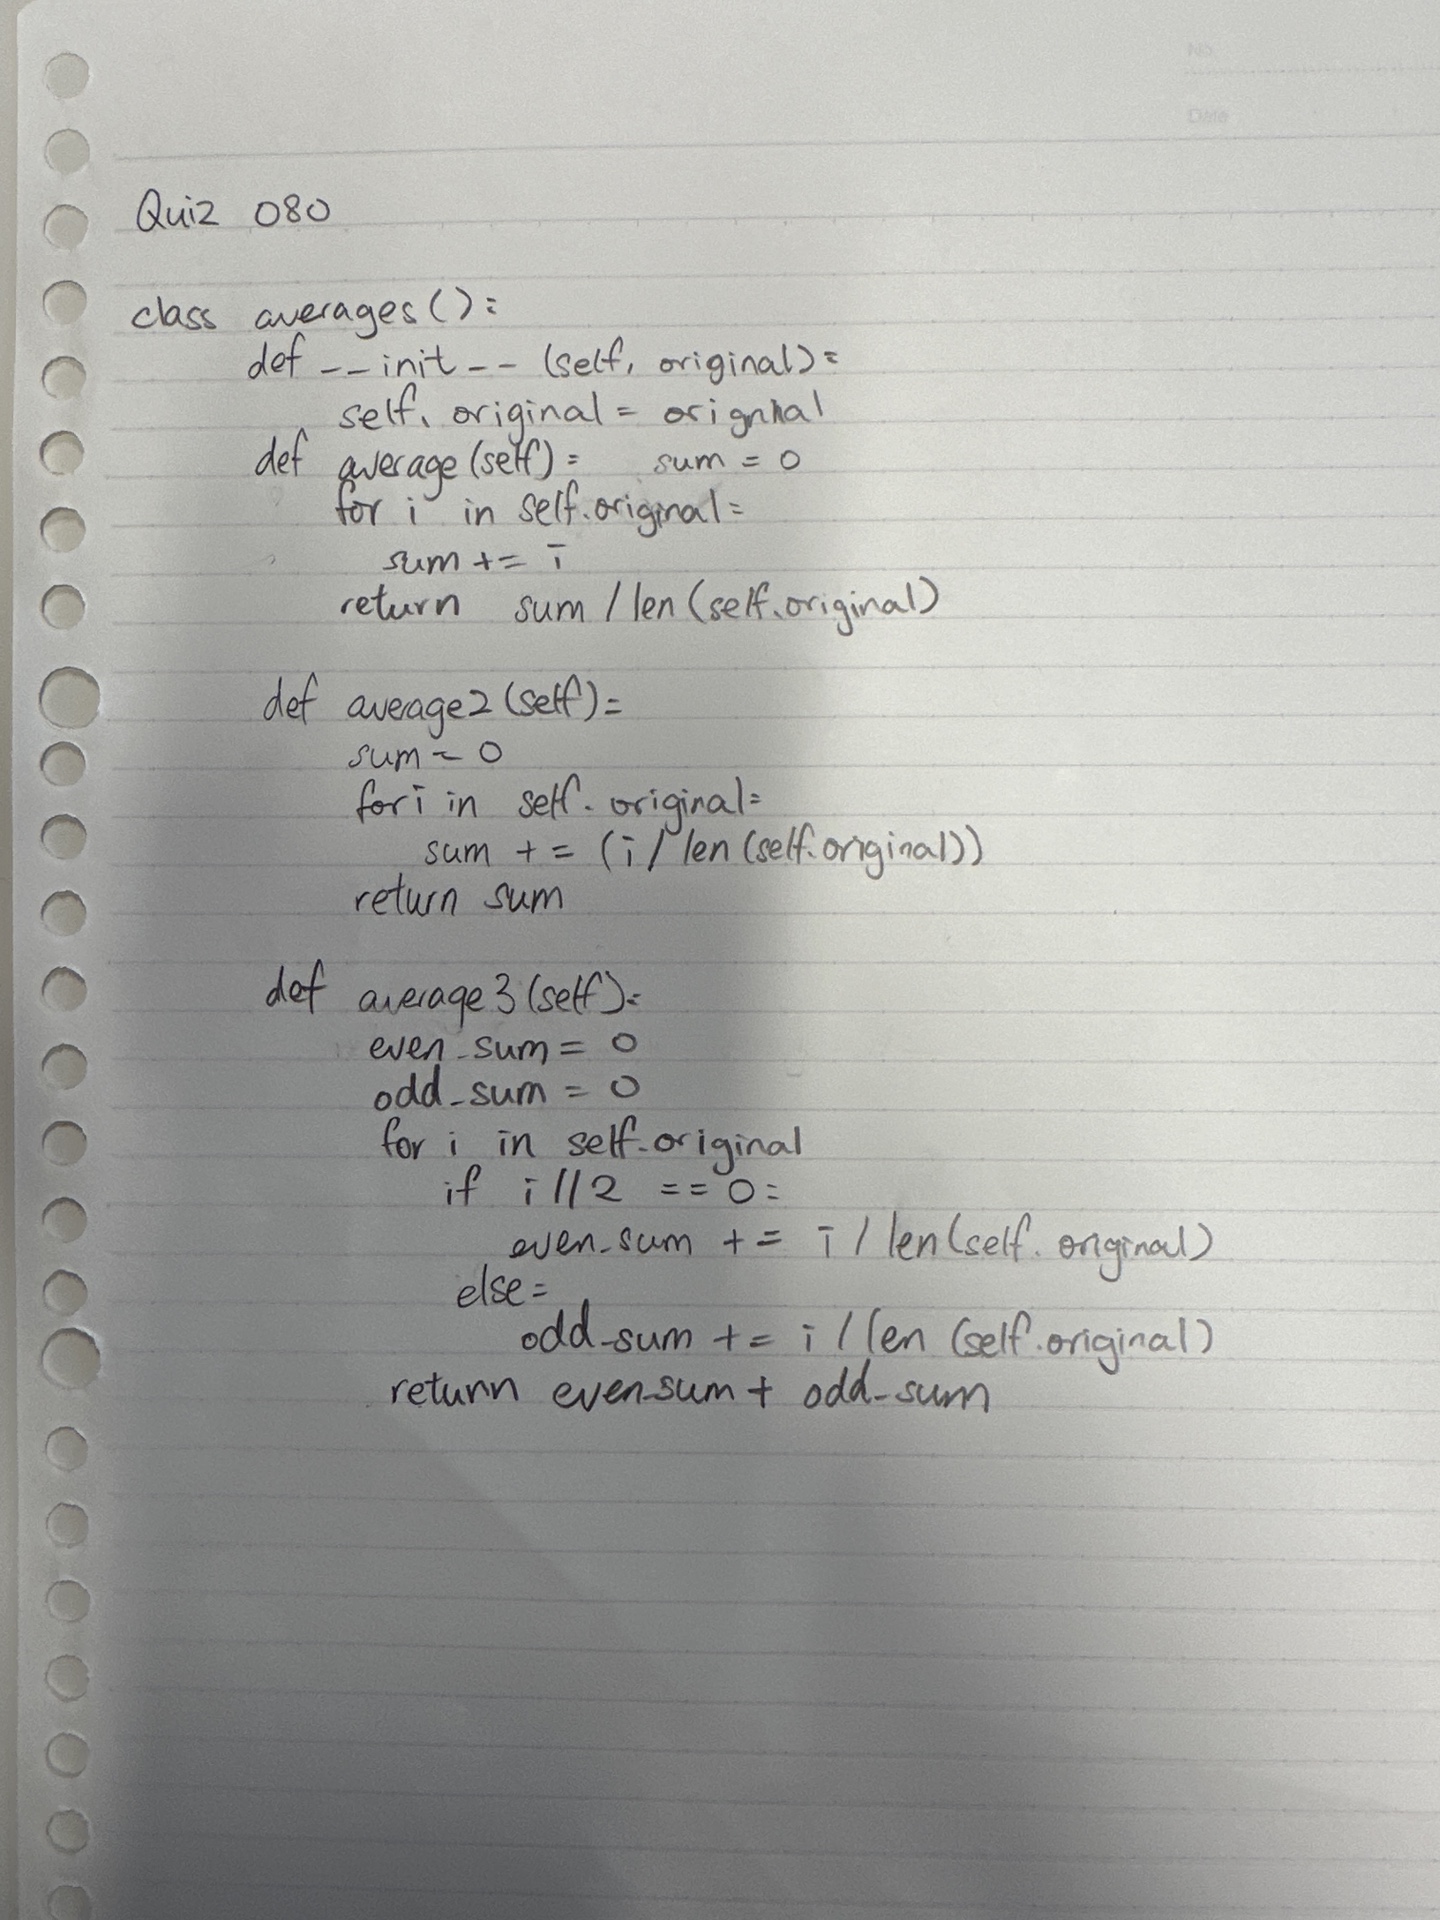 No.
Date
Quiz 080
class averages():
def __init__(self, original):
self.original = original
def average(self): sum = 0
for i in self.original:
sum += i
return sum / len(self.original)
def average2(self):
sum = 0
for i in self.original:
sum += (i / len(self.original))
return sum
def average3(self):
even_sum = 0
odd_sum = 0
for i in self.original
if i//2 == 0:
even_sum += i / len(self.original)
else:
odd_sum += i / len(self.original)
return even_sum + odd_sum